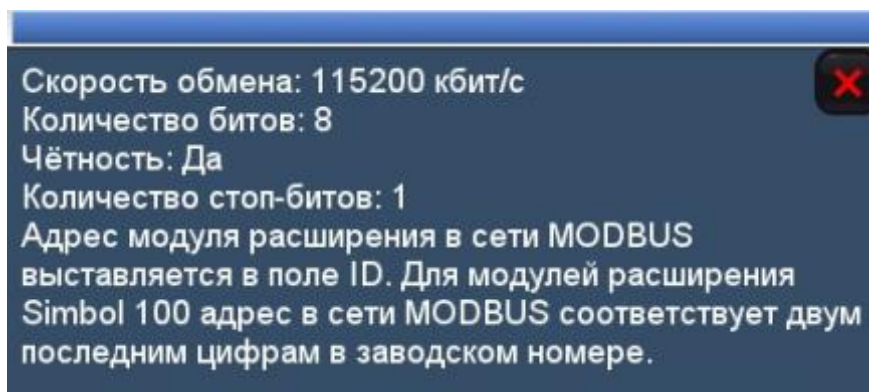 Скорость обмена: 115200 кбит/с
Количество битов: 8
Чётность: Да
Количество стоп-битов: 1
Адрес модуля расширения в сети MODBUS
выставляется в поле ID. Для модулей расширения
Simbol 100 адрес в сети MODBUS соответствует двум
последним цифрам в заводском номере.